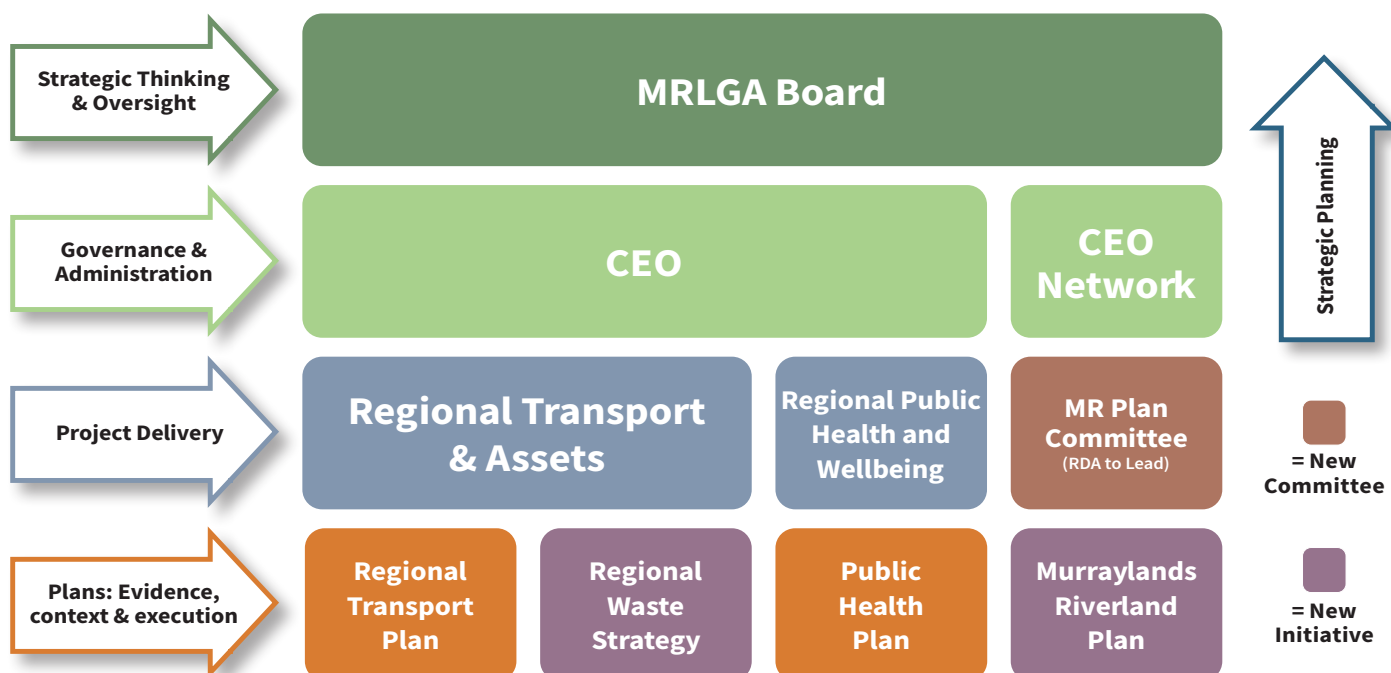 Strategic Thinking
& Oversight
MRLGA Board
Strategic Planning
Governance &
Administration
CEO
CEO
Network
Project Delivery
Regional Transport
& Assets
Regional Public
Health and
Wellbeing
MR Plan
Committee
(RDA to Lead)
= New
Committee
Plans: Evidence,
context & execution
Regional
Transport
Plan
Regional
Waste
Strategy
Public
Health
Plan
Murraylands
Riverland
Plan
= New
Initiative